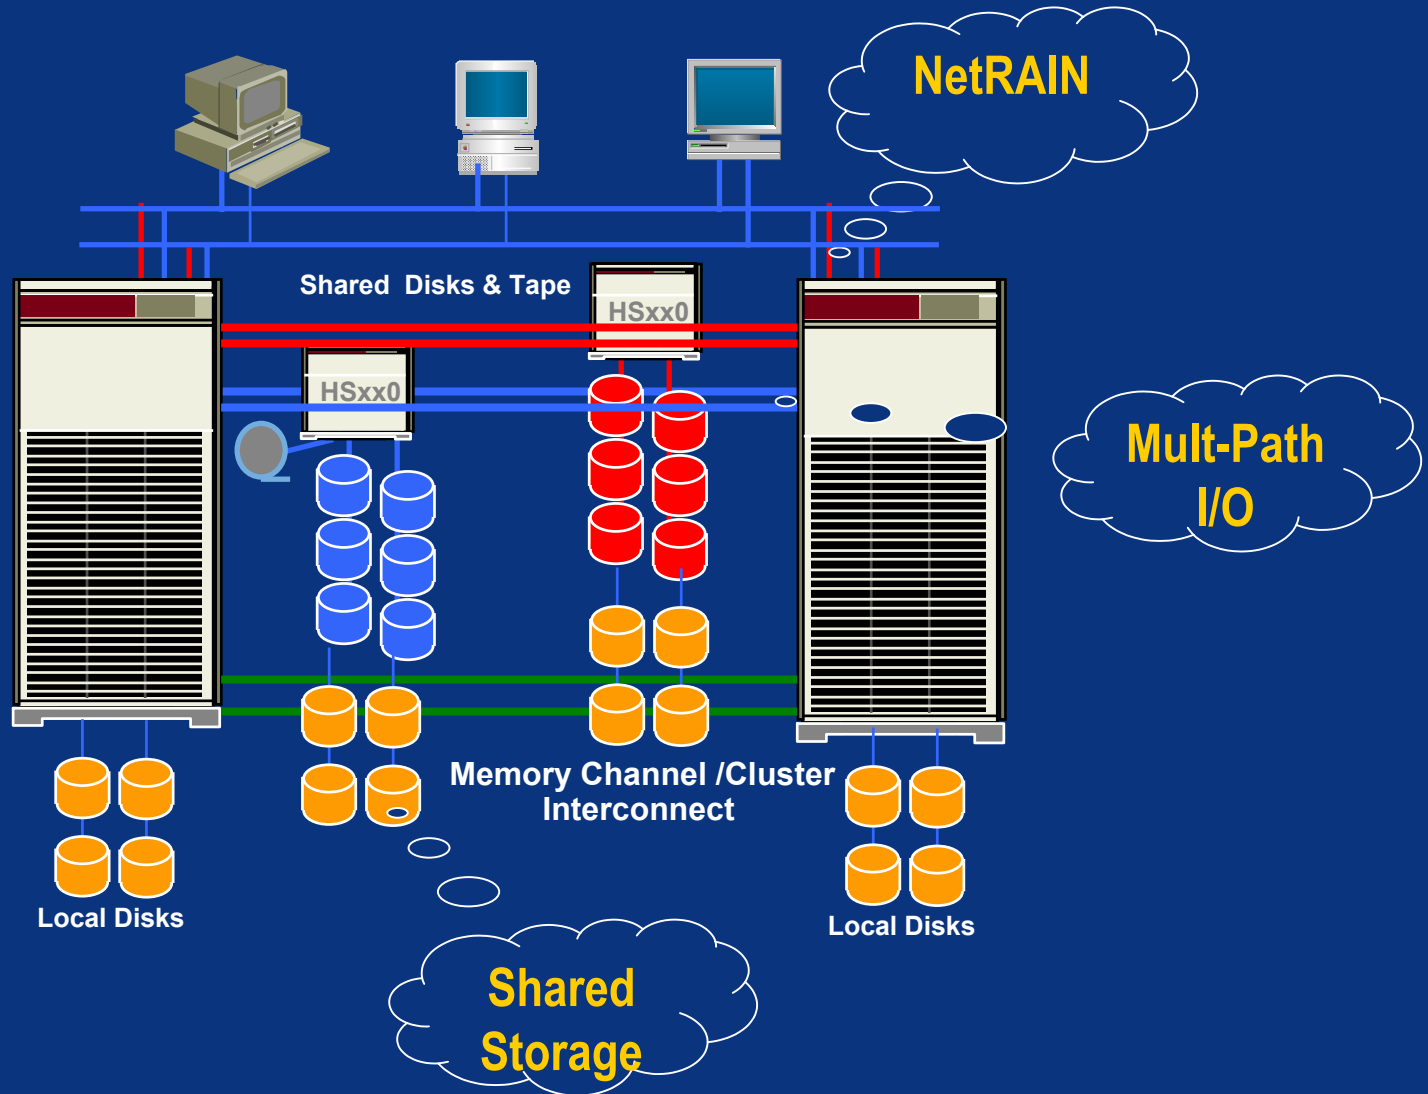 NetRAIN
Shared Disks & Tape
HSxx0
HSxx0
Mult-Path
I/O
Memory Channel /Cluster
Interconnect
Local Disks
Local Disks
Shared
Storage